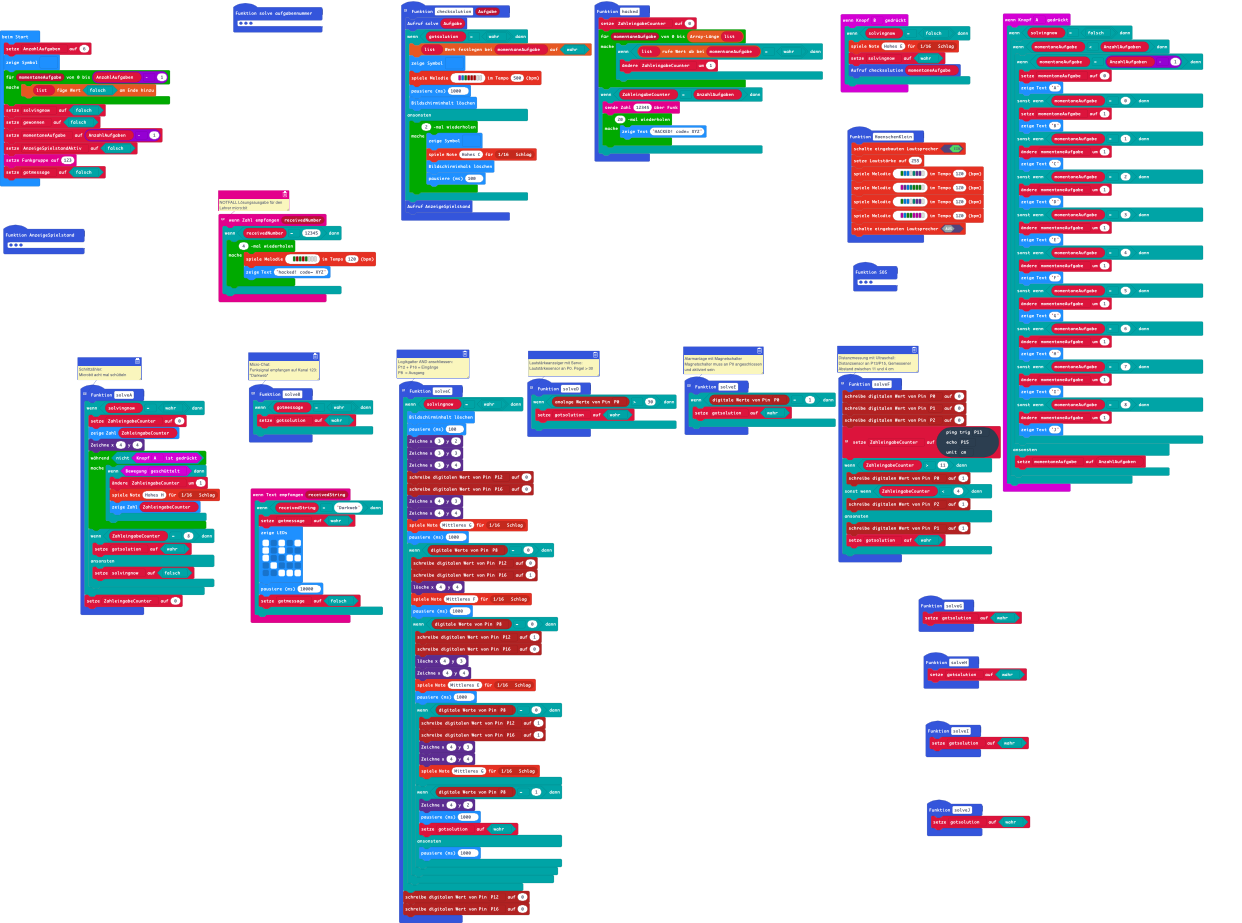 beim Start
setze AnzahlAufgaben auf 6
für momentaneAufgabe von 0 bis AnzahlAufgaben - 1
mache list füge Wert falsch am Ende hinzu
setze solvingnow auf falsch
setze gewonnen auf falsch
setze momentaneAufgabe auf AnzahlAufgaben - 1
setze AnzeigeSpielstandAktiv auf falsch
setze Funkgruppe auf 123
setze gotmessage auf falsch
Funktion AnzeigeSpielstand
Funktion solve aufgabennummer
NOTFALL Lösungsausgabe für den
Lehrer microbit
wenn Zahl empfangen receivedNumber
wenn receivedNumber = 12345 dann
4 -mal wiederholen
mache spiele Melodie im Tempo 120 (bpm)
zeige Text "Hacked! code= XYZ"
Funktion checksolution Aufgabe
Aufruf solve Aufgabe
wenn gotsolution = wahr dann
list Wert festlegen bei momentaneAufgabe auf wahr
zeige Symbol
spiele Melodie im Tempo 500 (bpm)
pausiere (ms) 1000
Bildschirminhalt löschen
ansonsten
2 -mal wiederholen
mache zeige Symbol
spiele Note Hohes C für 1/16 Schlag
Bildschirminhalt löschen
pausiere (ms) 500
Aufruf AnzeigeSpielstand
Funktion hacked
setze ZahleingabeCounter auf 0
für momentaneAufgabe von 0 bis Array-Länge list
mache wenn list rufe Wert ab bei momentaneAufgabe = wahr dann
ändere ZahleingabeCounter um 1
wenn ZahleingabeCounter = AnzahlAufgaben dann
sende Zahl 12345 über Funk
20 -mal wiederholen
mache zeige Text "HACKED! code= XYZ"
wenn Knopf B gedrückt
wenn solvingnow = falsch dann
spiele Note Hohes E für 1/16 Schlag
setze solvingnow auf wahr
Aufruf checksolution momentaneAufgabe
Funktion HaenschenKlein
schalte eingebauten Lautsprecher
setze Lautstärke auf 255
spiele Melodie im Tempo 120 (bpm)
spiele Melodie im Tempo 120 (bpm)
spiele Melodie im Tempo 120 (bpm)
spiele Melodie im Tempo 120 (bpm)
schalte eingebauten Lautsprecher
Funktion SOS
wenn Knopf A gedrückt
wenn solvingnow = falsch dann
wenn momentaneAufgabe = AnzahlAufgaben dann
wenn momentaneAufgabe = AnzahlAufgaben - 1 dann
setze momentaneAufgabe auf 0
zeige Text "A"
sonst wenn momentaneAufgabe = 0 dann
setze momentaneAufgabe auf 1
zeige Text "B"
sonst wenn momentaneAufgabe = 1 dann
ändere momentaneAufgabe um 1
zeige Text "C"
sonst wenn momentaneAufgabe = 2 dann
ändere momentaneAufgabe um 1
zeige Text "D"
sonst wenn momentaneAufgabe = 3 dann
ändere momentaneAufgabe um 1
zeige Text "E"
sonst wenn momentaneAufgabe = 4 dann
ändere momentaneAufgabe um 1
zeige Text "F"
sonst wenn momentaneAufgabe = 5 dann
ändere momentaneAufgabe um 1
zeige Text "G"
sonst wenn momentaneAufgabe = 6 dann
ändere momentaneAufgabe um 1
zeige Text "H"
sonst wenn momentaneAufgabe = 7 dann
ändere momentaneAufgabe um 1
zeige Text "I"
sonst wenn momentaneAufgabe = 8 dann
ändere momentaneAufgabe um 1
zeige Text "J"
ansonsten
setze momentaneAufgabe auf AnzahlAufgaben
Schrittzähler:
Microbit acht mal schütteln
Funktion solveA
wenn solvingnow = wahr dann
setze ZahleingabeCounter auf 0
zeige Zahl ZahleingabeCounter
Zeichne x 4 y 4
während nicht Knopf A ist gedrückt
mache wenn Bewegung geschüttelt dann
ändere ZahleingabeCounter um 1
spiele Note Hohes H für 1/16 Schlag
zeige Zahl ZahleingabeCounter
wenn ZahleingabeCounter = 8 dann
setze gotsolution auf wahr
ansonsten
setze solvingnow auf falsch
setze ZahleingabeCounter auf 0
Micro-Chat:
Funksignal empfangen auf Kanal 123:
"Darkweb"
Funktion solveB
wenn gotmessage = wahr dann
setze gotsolution auf wahr
wenn Text empfangen receivedString
wenn receivedString = "Darkweb" dann
setze gotmessage auf wahr
zeige LEDs
pausiere (ms) 10000
setze gotmessage auf falsch
Logikgatter AND anschliessen:
P12 + P16 = Eingänge
P8 = Ausgang
Funktion solveC
wenn solvingnow = wahr dann
Bildschirminhalt löschen
pausiere (ms) 100
Zeichne x 3 y 2
Zeichne x 3 y 3
Zeichne x 3 y 4
schreibe digitalen Wert von Pin P12 auf 0
schreibe digitalen Wert von Pin P16 auf 0
Zeichne x 4 y 3
Zeichne x 4 y 4
spiele Note Mittleres G für 1/16 Schlag
pausiere (ms) 1000
wenn digitale Werte von Pin P8 = 0 dann
schreibe digitalen Wert von Pin P12 auf 0
schreibe digitalen Wert von Pin P16 auf 1
lösche x 4 y 4
spiele Note Mittleres F für 1/16 Schlag
pausiere (ms) 1000
wenn digitale Werte von Pin P8 = 0 dann
schreibe digitalen Wert von Pin P12 auf 1
schreibe digitalen Wert von Pin P16 auf 0
lösche x 4 y 3
Zeichne x 4 y 4
spiele Note Mittleres E für 1/16 Schlag
pausiere (ms) 1000
wenn digitale Werte von Pin P8 = 0 dann
schreibe digitalen Wert von Pin P12 auf 1
schreibe digitalen Wert von Pin P16 auf 1
Zeichne x 4 y 3
Zeichne x 4 y 4
spiele Note Mittleres G für 1/16 Schlag
wenn digitale Werte von Pin P8 = 1 dann
Zeichne x 4 y 2
pausiere (ms) 1000
setze gotsolution auf wahr
ansonsten
pausiere (ms) 1000
schreibe digitalen Wert von Pin P12 auf 0
schreibe digitalen Wert von Pin P16 auf 0
Lautstärkeanzeiger mit Servo:
Lautstärkesensor an P0. Pegel > 30
Funktion solveD
wenn analoge Werte von Pin P0 > 30 dann
setze gotsolution auf wahr
Alarmanlage mit Magnetschalter
Magnetschalter muss an P0 angeschlossen
und aktiviert sein
Funktion solveE
wenn digitale Werte von Pin P0 = 1 dann
setze gotsolution auf wahr
Distanzmessung mit Ultraschall:
Distanzsensor an P13/P15, Gemessener
Abstand zwischen 11 und 4 cm
Funktion solveF
schreibe digitalen Wert von Pin P0 auf 0
schreibe digitalen Wert von Pin P1 auf 0
schreibe digitalen Wert von Pin P2 auf 0
setze ZahleingabeCounter auf ping trig P13
echo P15
unit cm
wenn ZahleingabeCounter > 11 dann
schreibe digitalen Wert von Pin P0 auf 1
sonst wenn ZahleingabeCounter < 4 dann
schreibe digitalen Wert von Pin P2 auf 1
ansonsten
schreibe digitalen Wert von Pin P1 auf 1
setze gotsolution auf wahr
Funktion solveG
setze gotsolution auf wahr
Funktion solveH
setze gotsolution auf wahr
Funktion solveI
setze gotsolution auf wahr
Funktion solveJ
setze gotsolution auf wahr